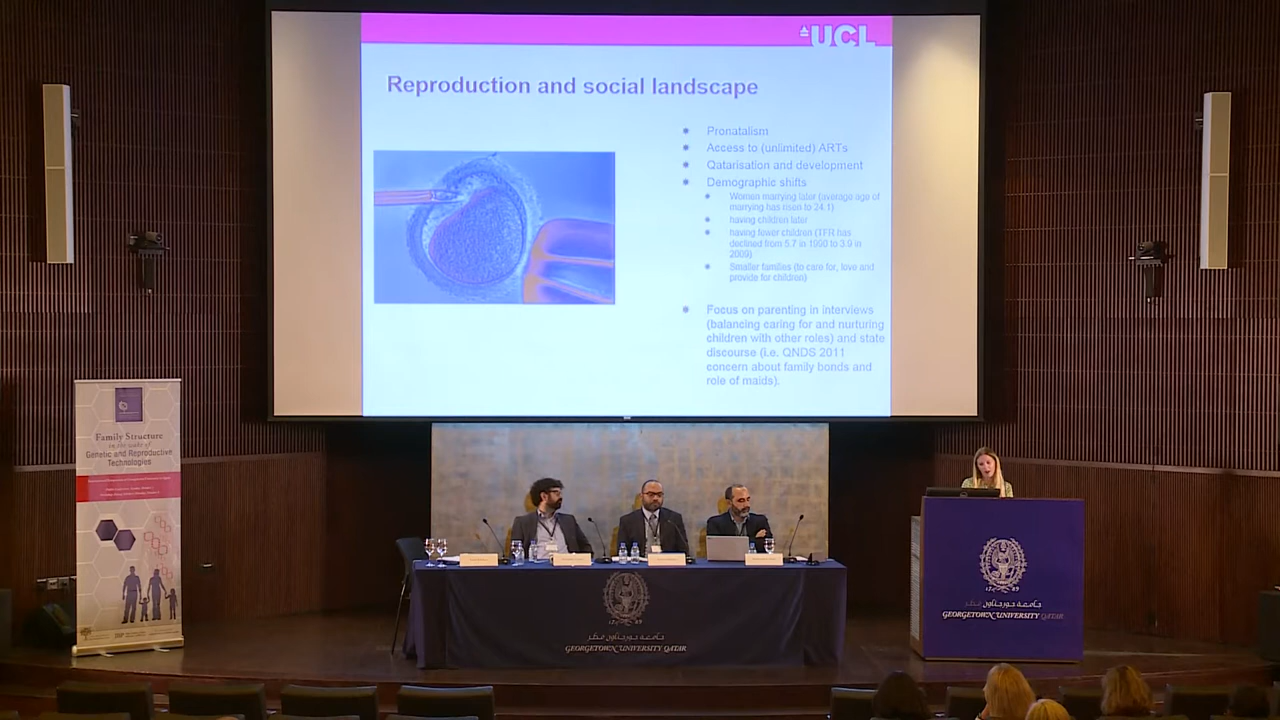 UCL
Reproduction and social landscape
Pronatalism
Access to (unlimited) ARTs
Qatarisation and development
Demographic shifts
Women marrying later (average age of
marrying has risen to 24.1)
having children later
having fewer children (TFR has
declined from 5.7 in 1990 to 3.9 in
2009)
Smaller families (to care for, love and
provide for children)
Focus on parenting in interviews
(balancing caring for and nurturing
children with other roles) and state
discourse (i.e. QNDS 2011
concern about family bonds and
role of maids).
Family Structure
in the wake of
Genetic and Reproductive
Technologies
جامعة جورجتاون قطر
GEORGETOWN UNIVERSITY QATAR
جامعة جورجتاون قطر
GEORGETOWN UNIVERSITY QATAR